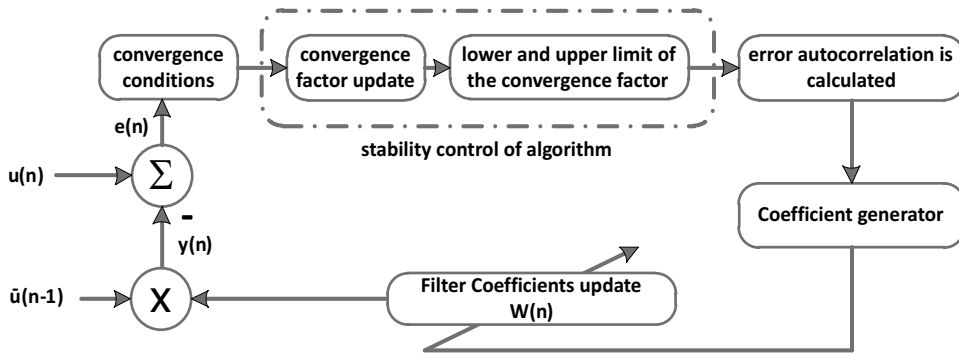 convergence
conditions
convergence
factor update
lower and upper limit of
the convergence factor
error autocorrelation is
calculated
e(n)
stability control of algorithm
u(n)
Σ
-
y(n)
Coefficient generator
ū(n-1)
X
Filter Coefficients update
W(n)